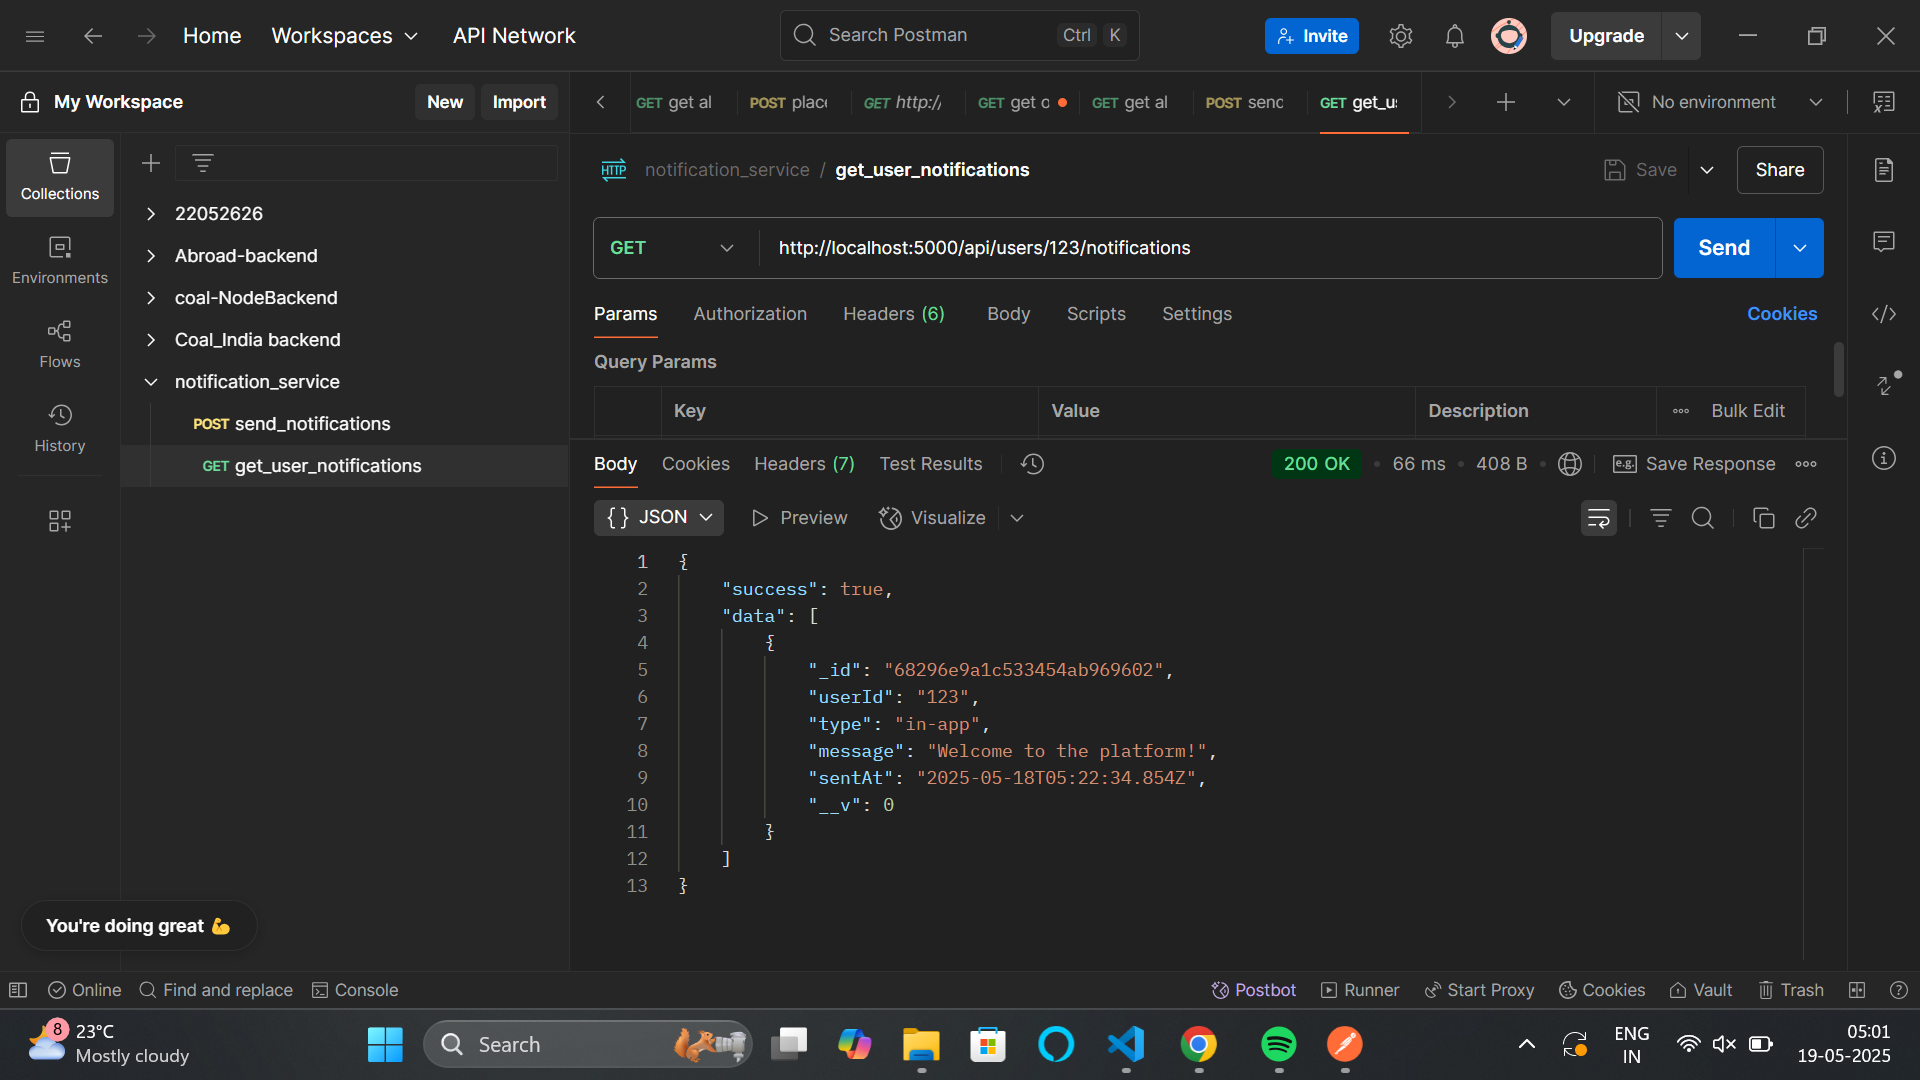 Home
Workspaces
API Network
Search Postman
Ctrl K
Invite
Upgrade
My Workspace
New
Import
GET get al
POST place
GET http://
GET get o
GET get al
POST send
GET get_u
No environment
Collections
Environments
Flows
History
22052626
Abroad-backend
coal-NodeBackend
Coal_India backend
notification_service
POST send_notifications
GET get_user_notifications
HTTP notification_service / get_user_notifications
Save
Share
GET
http://localhost:5000/api/users/123/notifications
Send
Params
Authorization
Headers (6)
Body
Scripts
Settings
Cookies
Query Params
Key
Value
Description
Bulk Edit
Body
Cookies
Headers (7)
Test Results
200 OK
66 ms
408 B
e.g. Save Response
{} JSON
Preview
Visualize
1 {
2 "success": true,
3 "data": [
4 {
5 "_id": "68296e9a1c533454ab969602",
6 "userId": "123",
7 "type": "in-app",
8 "message": "Welcome to the platform!",
9 "sentAt": "2025-05-18T05:22:34.854Z",
10 "__v": 0
11 }
12 ]
13 }
You're doing great 💪
Online
Find and replace
Console
Postbot
Runner
Start Proxy
Cookies
Vault
Trash
8
23°C
Mostly cloudy
Search
ENG
IN
05:01
19-05-2025